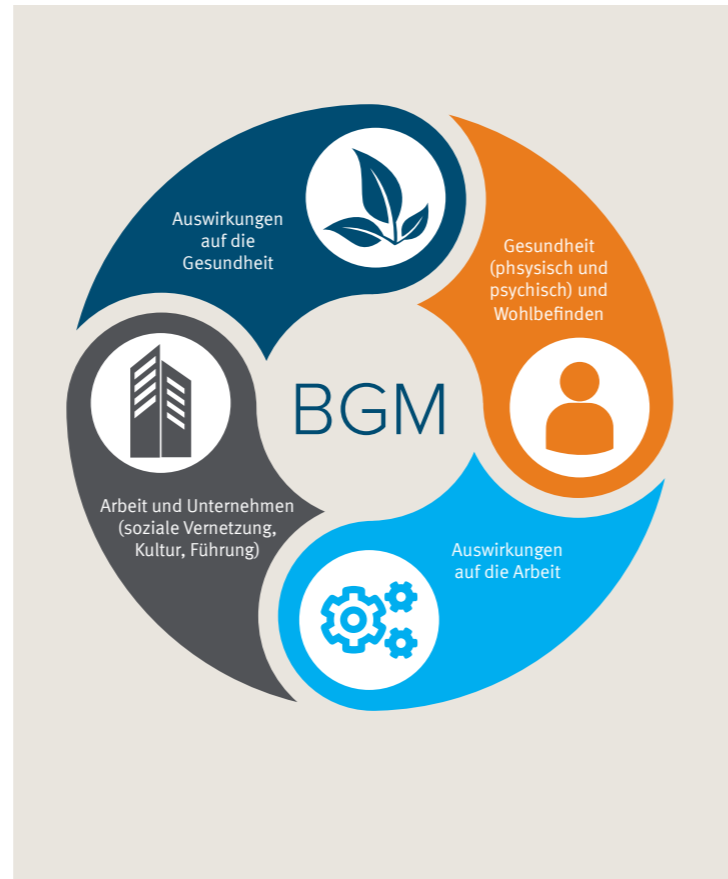 Auswirkungen
auf die
Gesundheit
Gesundheit
(phsysisch und
psychisch) und
Wohlbefinden
BGM
Arbeit und Unternehmen
(soziale Vernetzung,
Kultur, Führung)
Auswirkungen
auf die Arbeit